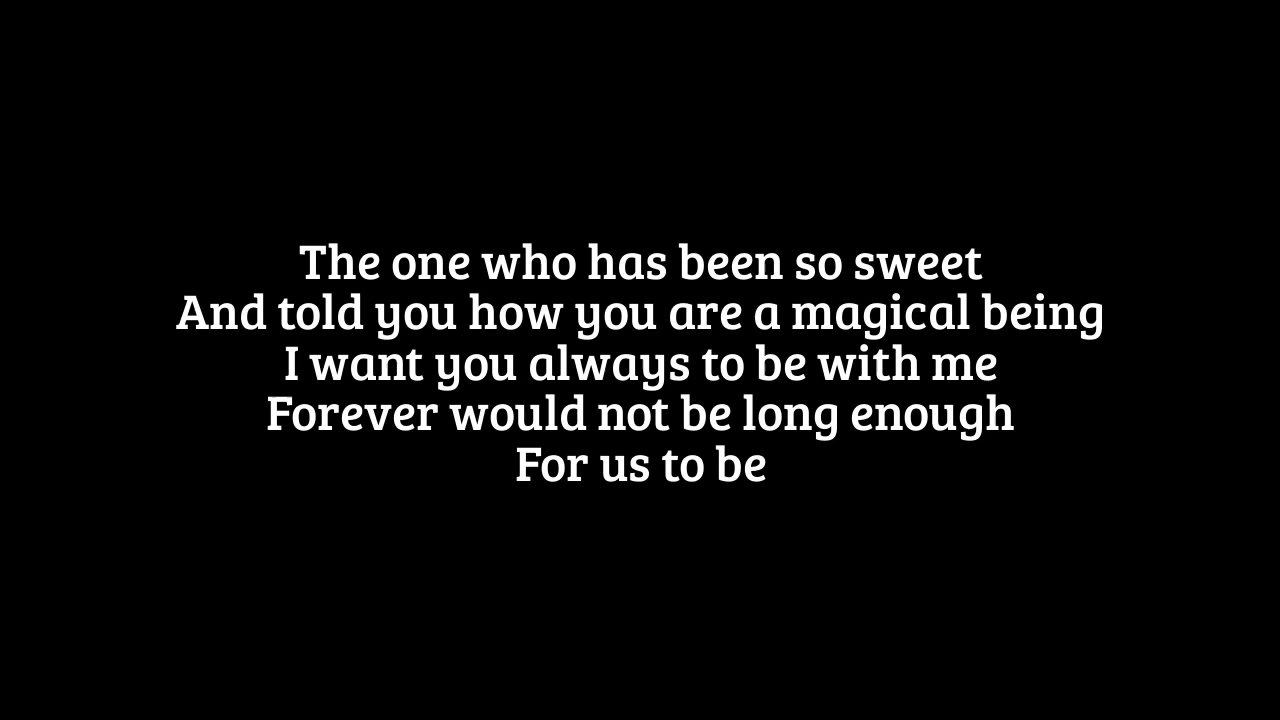 The one who has been so sweet
And told you how you are a magical being
I want you always to be with me
Forever would not be long enough
For us to be